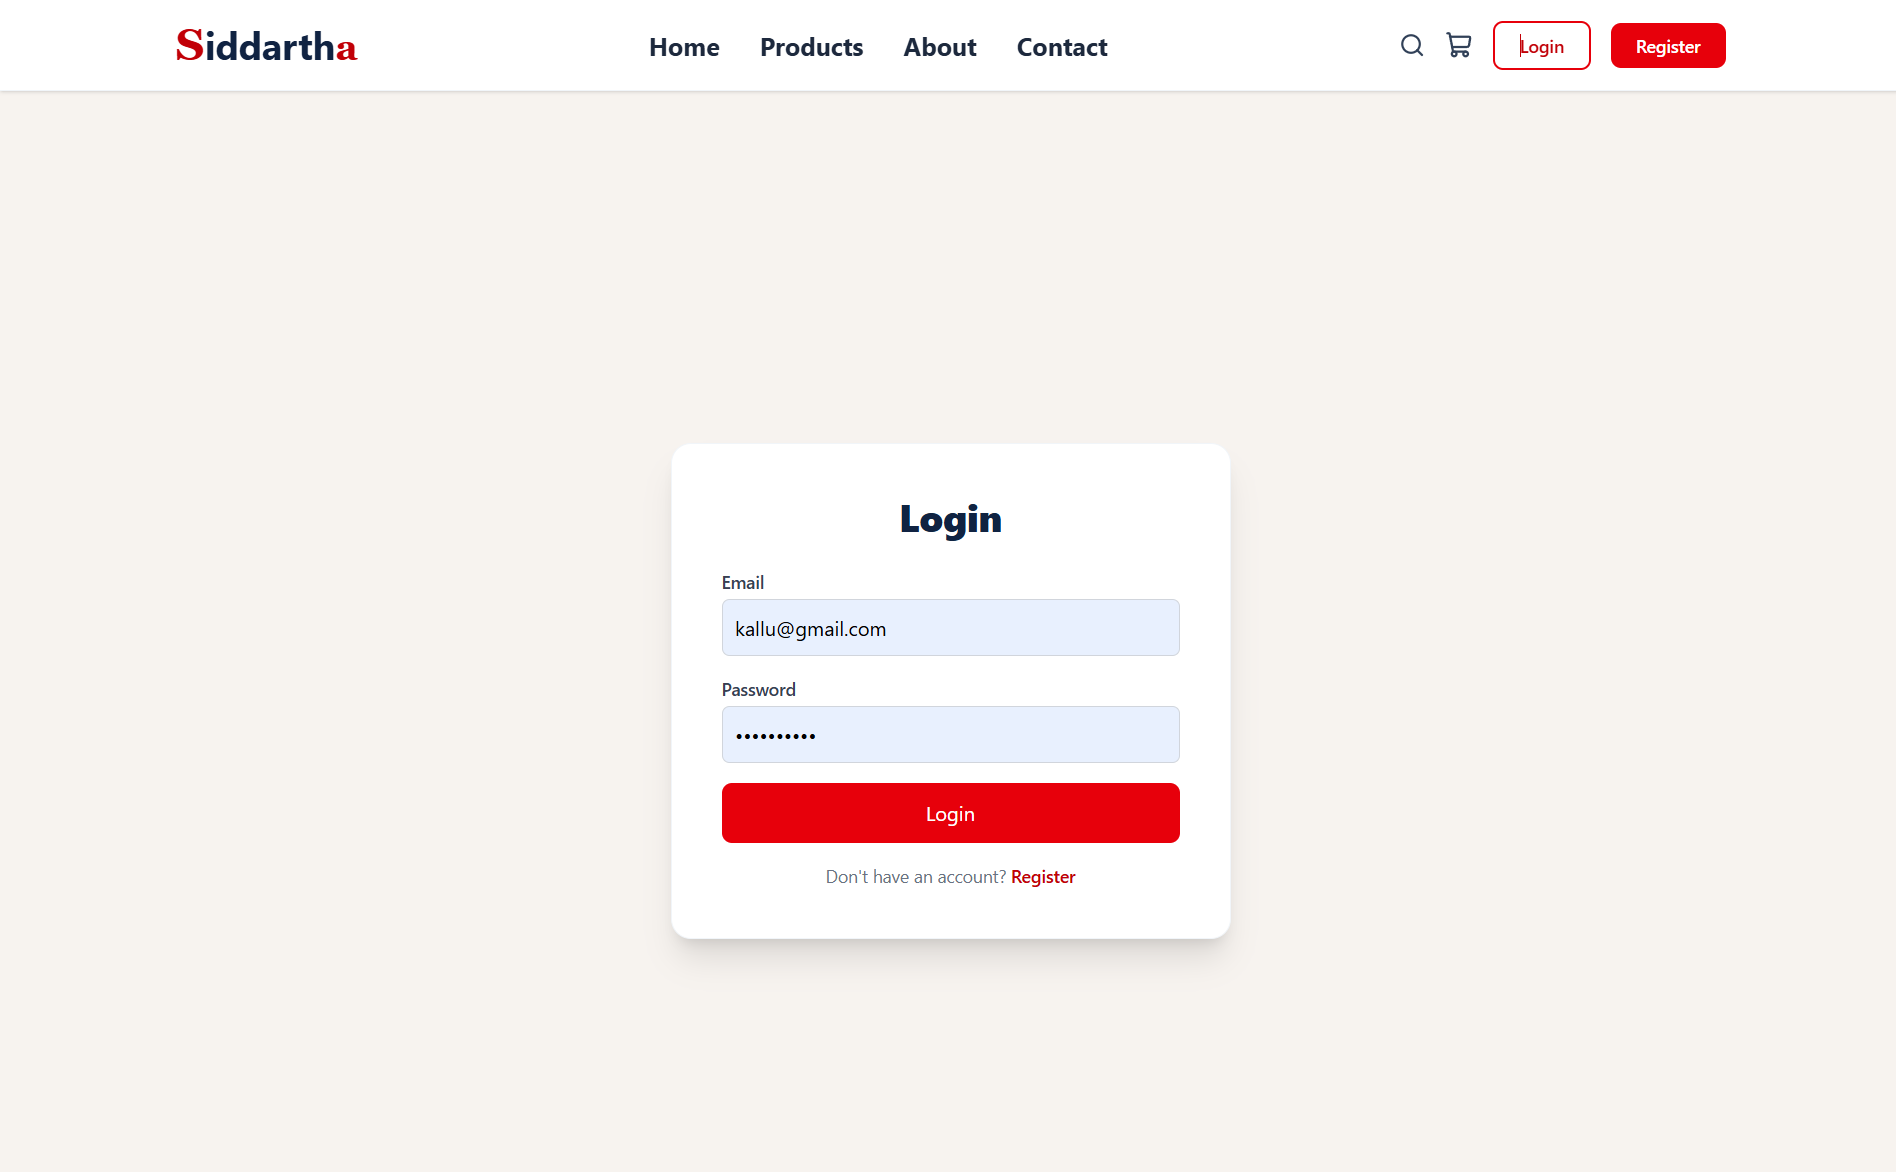 Siddartha
Home Products About Contact
Login Register
Login
Email
kallu@gmail.com
Password
••••••••••
Login
Don't have an account? Register